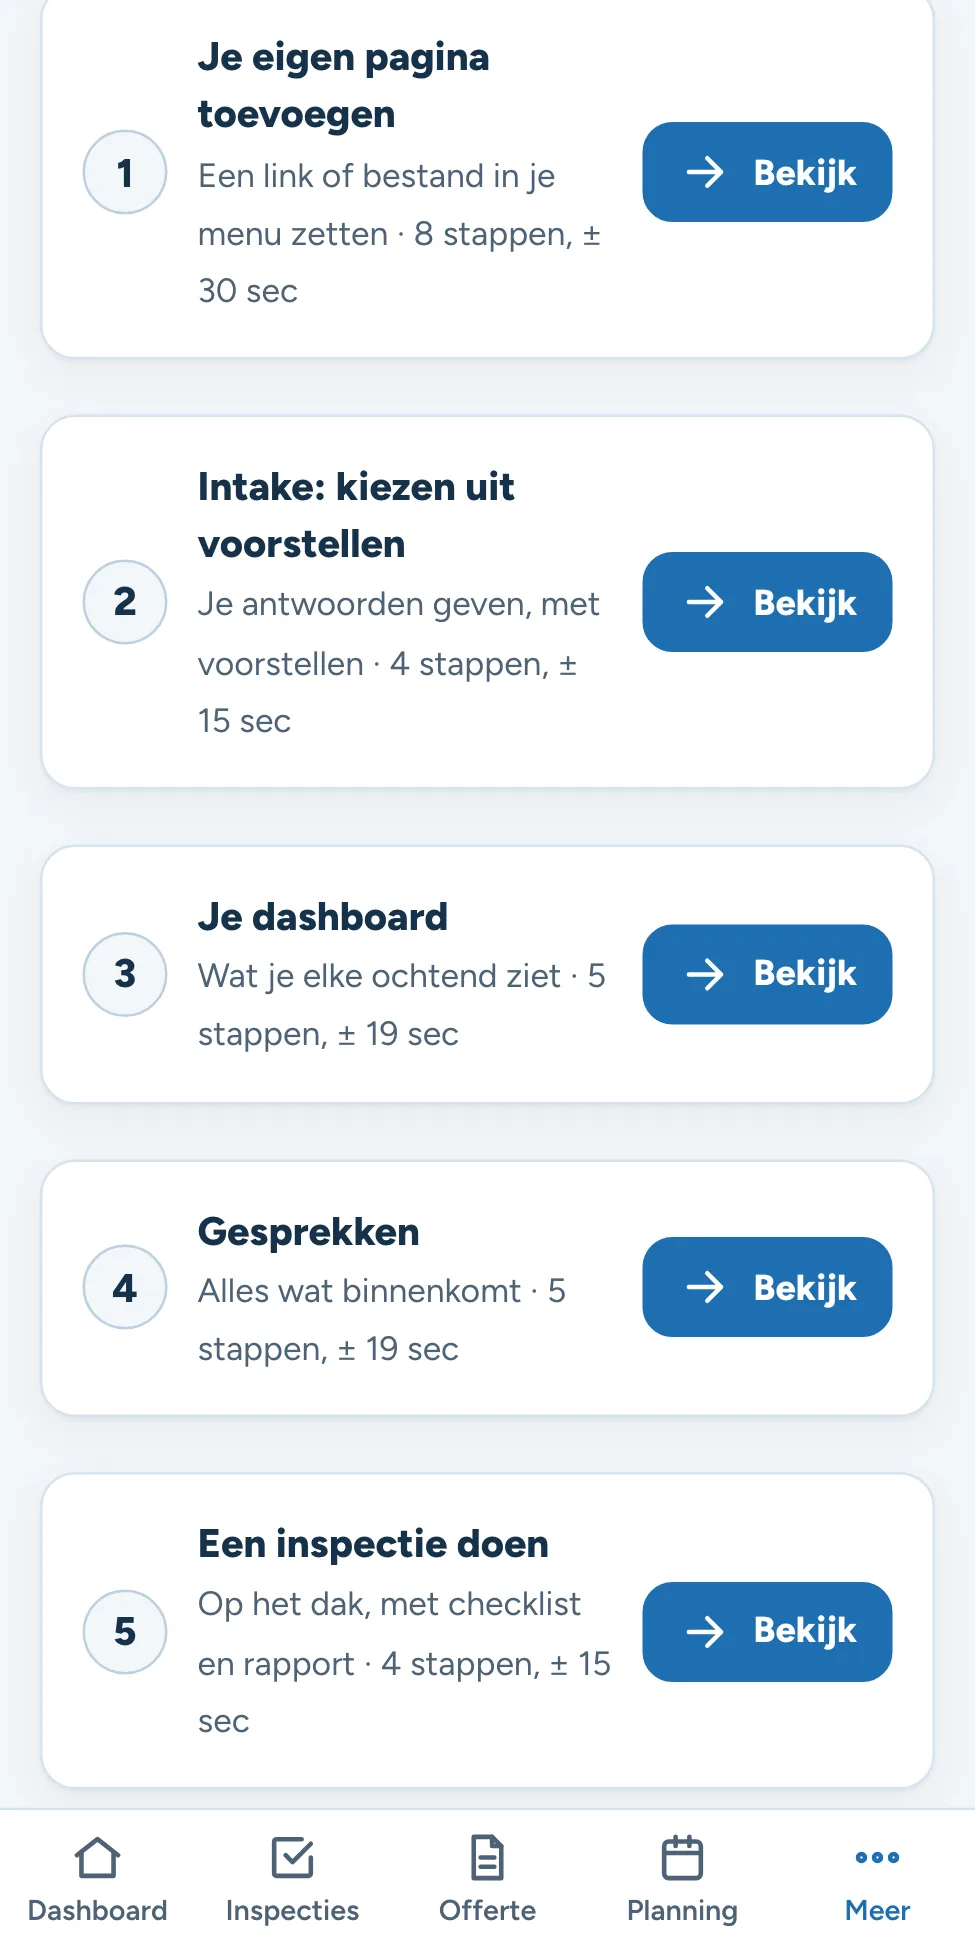 Je eigen pagina
toevoegen
1
Een link of bestand in je
menu zetten · 8 stappen, ±
30 sec
Bekijk
Intake: kiezen uit
voorstellen
2
Je antwoorden geven, met
voorstellen · 4 stappen, ±
15 sec
Bekijk
Je dashboard
3
Wat je elke ochtend ziet · 5
stappen, ± 19 sec
Bekijk
Gesprekken
4
Alles wat binnenkomt · 5
stappen, ± 19 sec
Bekijk
Een inspectie doen
5
Op het dak, met checklist
en rapport · 4 stappen, ± 15
sec
Bekijk
Dashboard
Inspecties
Offerte
Planning
Meer